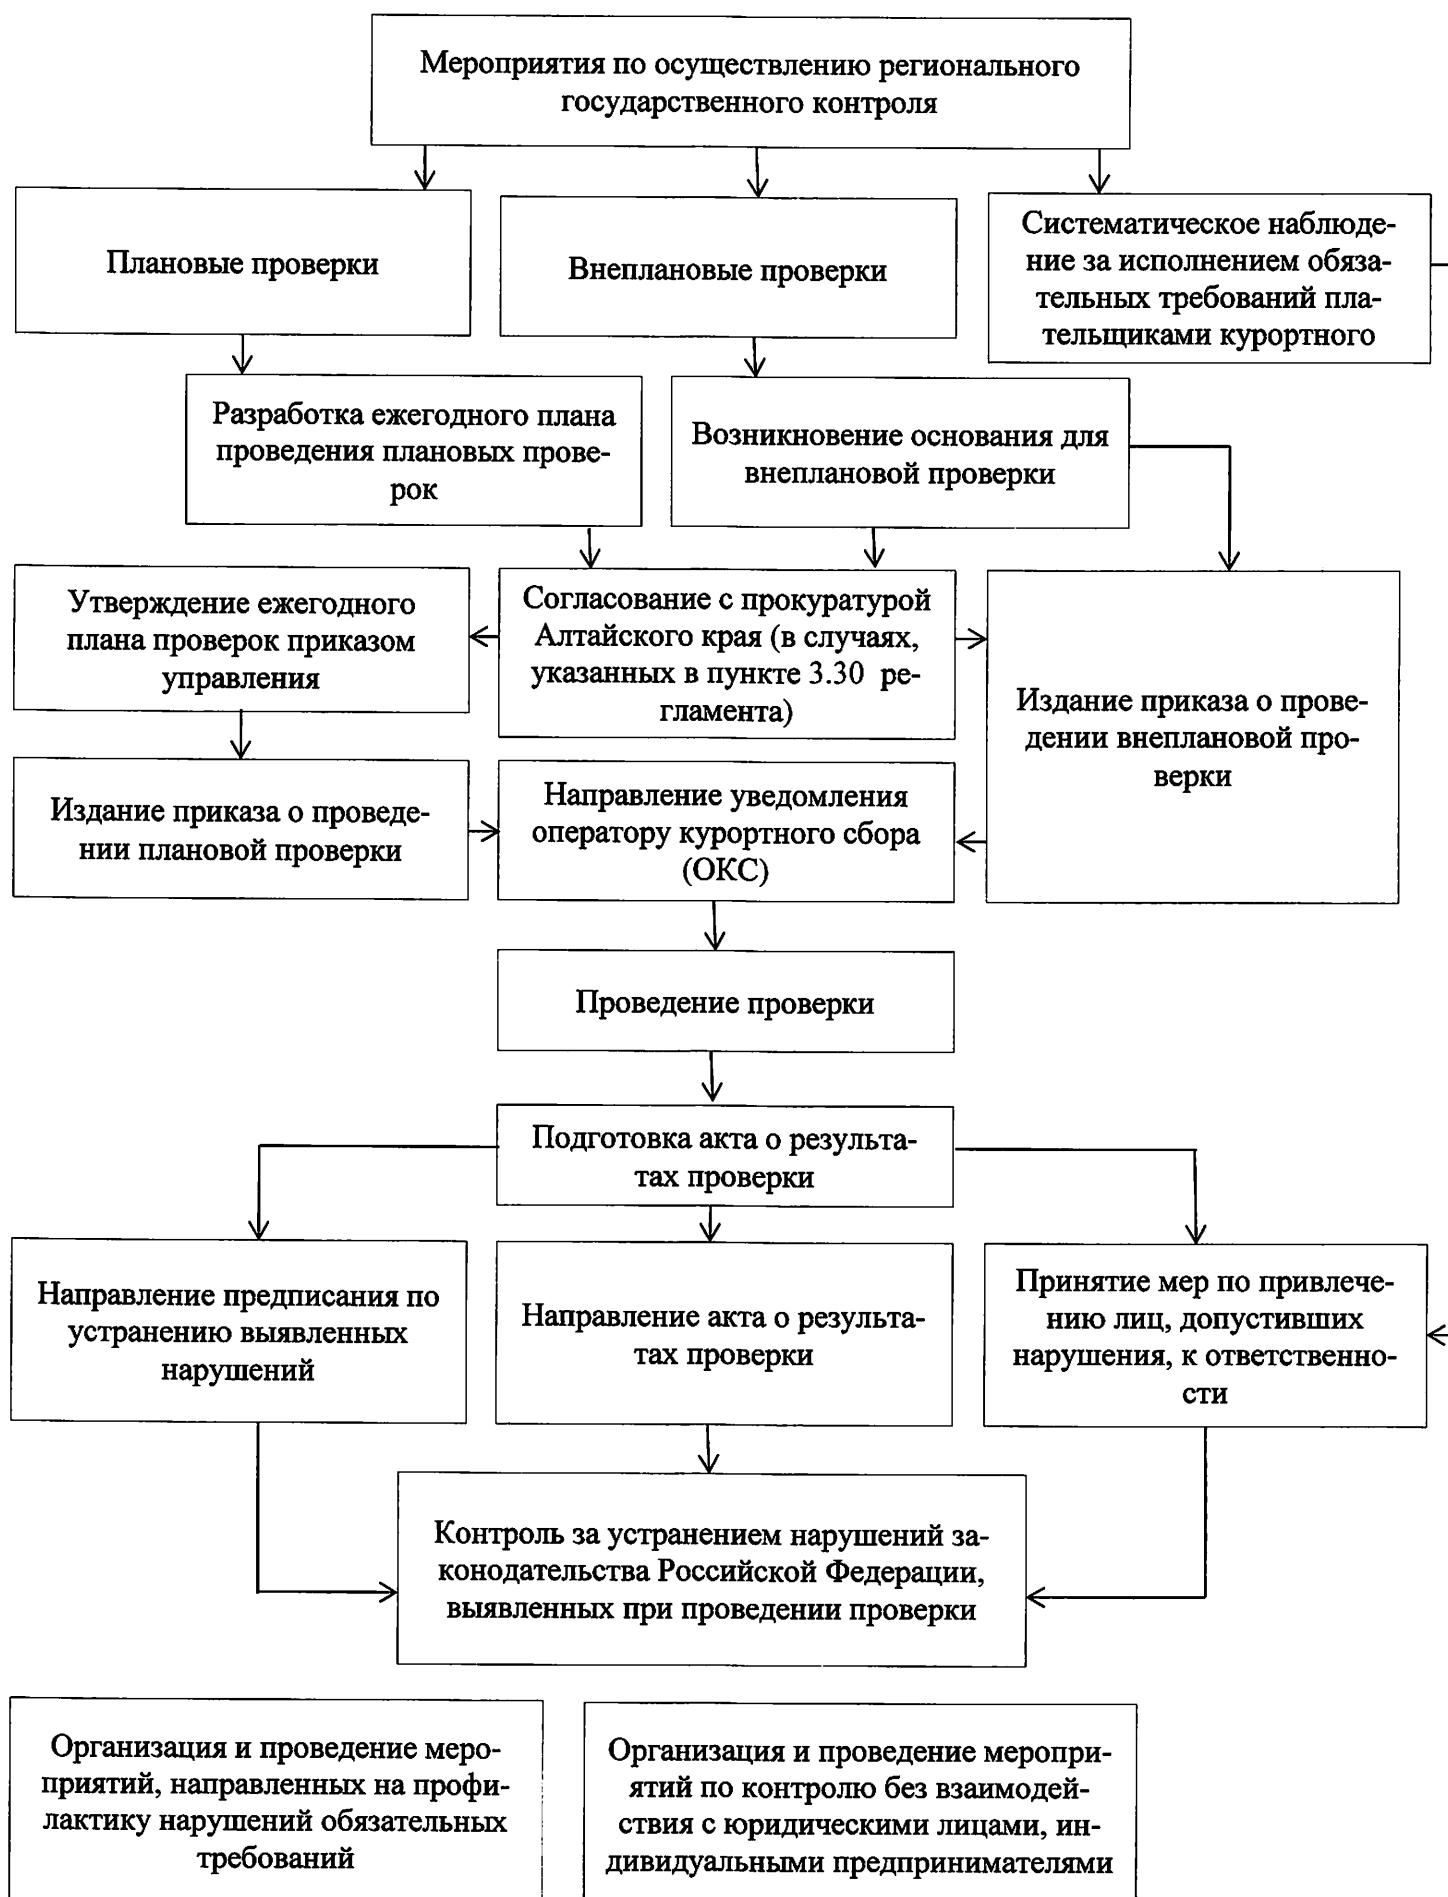 Мероприятия по осуществлению регионального
государственного контроля
Плановые проверки
Внеплановые проверки
Систематическое наблюде-
ние за исполнением обяза-
тельных требований пла-
тельщиками курортного
Разработка ежегодного плана
проведения плановых прове-
рок
Возникновение основания для
внеплановой проверки
Утверждение ежегодного
плана проверок приказом
управления
Согласование с прокуратурой
Алтайского края (в случаях,
указанных в пункте 3.30 ре-
гламента)
Издание приказа о прове-
дении внеплановой про-
верки
Издание приказа о проведе-
нии плановой проверки
Направление уведомления
оператору курортного сбора
(ОКС)
Проведение проверки
Подготовка акта о результа-
тах проверки
Направление предписания по
устранению выявленных
нарушений
Направление акта о результа-
тах проверки
Принятие мер по привлече-
нию лиц, допустивших
нарушения, к ответственно-
сти
Контроль за устранением нарушений за-
конодательства Российской Федерации,
выявленных при проведении проверки
Организация и проведение меро-
приятий, направленных на профи-
лактику нарушений обязательных
требований
Организация и проведение меропри-
ятий по контролю без взаимодей-
ствия с юридическими лицами, ин-
дивидуальными предпринимателями